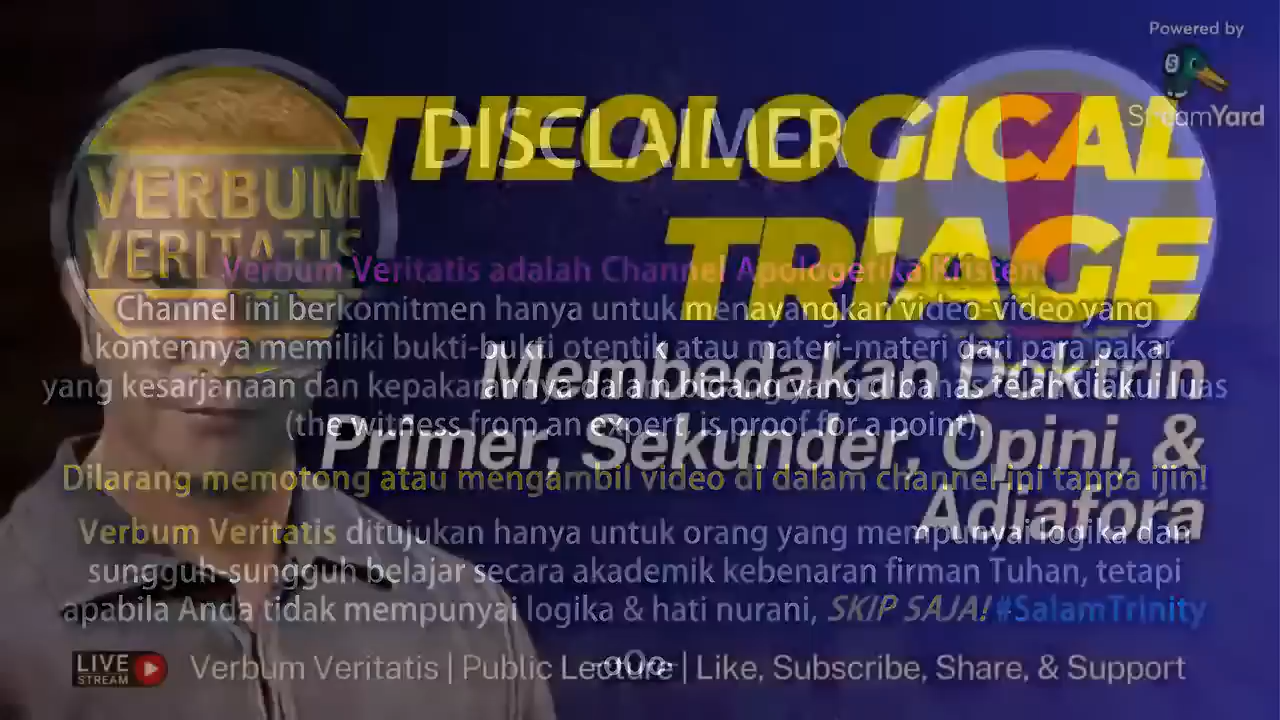 Powered by
StreamYard
THEOLOGICAL
TRIAGE
Membedakan Doktrin
Primer, Sekunder, Opini, &
Adiafora
DISCLAIMER
VERBUM
VERITATIS
Verbum Veritatis adalah Channel Apologetika Kristen
Channel ini berkomitmen hanya untuk menayangkan video-video yang
kontennya memiliki bukti-bukti otentik atau materi-materi dari para pakar
yang kesarjanaan dan kepakarannya dalam bidang yang dibahas telah diakui luas
(the witness from an expert is proof for a point)
Dilarang memotong atau mengambil video di dalam channel ini tanpa ijin!
Verbum Veritatis ditujukan hanya untuk orang yang mempunyai logika dan
sungguh-sungguh belajar secara akademik kebenaran firman Tuhan, tetapi
apabila Anda tidak mempunyai logika & hati nurani, SKIP SAJA! #SalamTrinity
LIVE
STREAM
Verbum Veritatis | Public Lecture | Like, Subscribe, Share, & Support